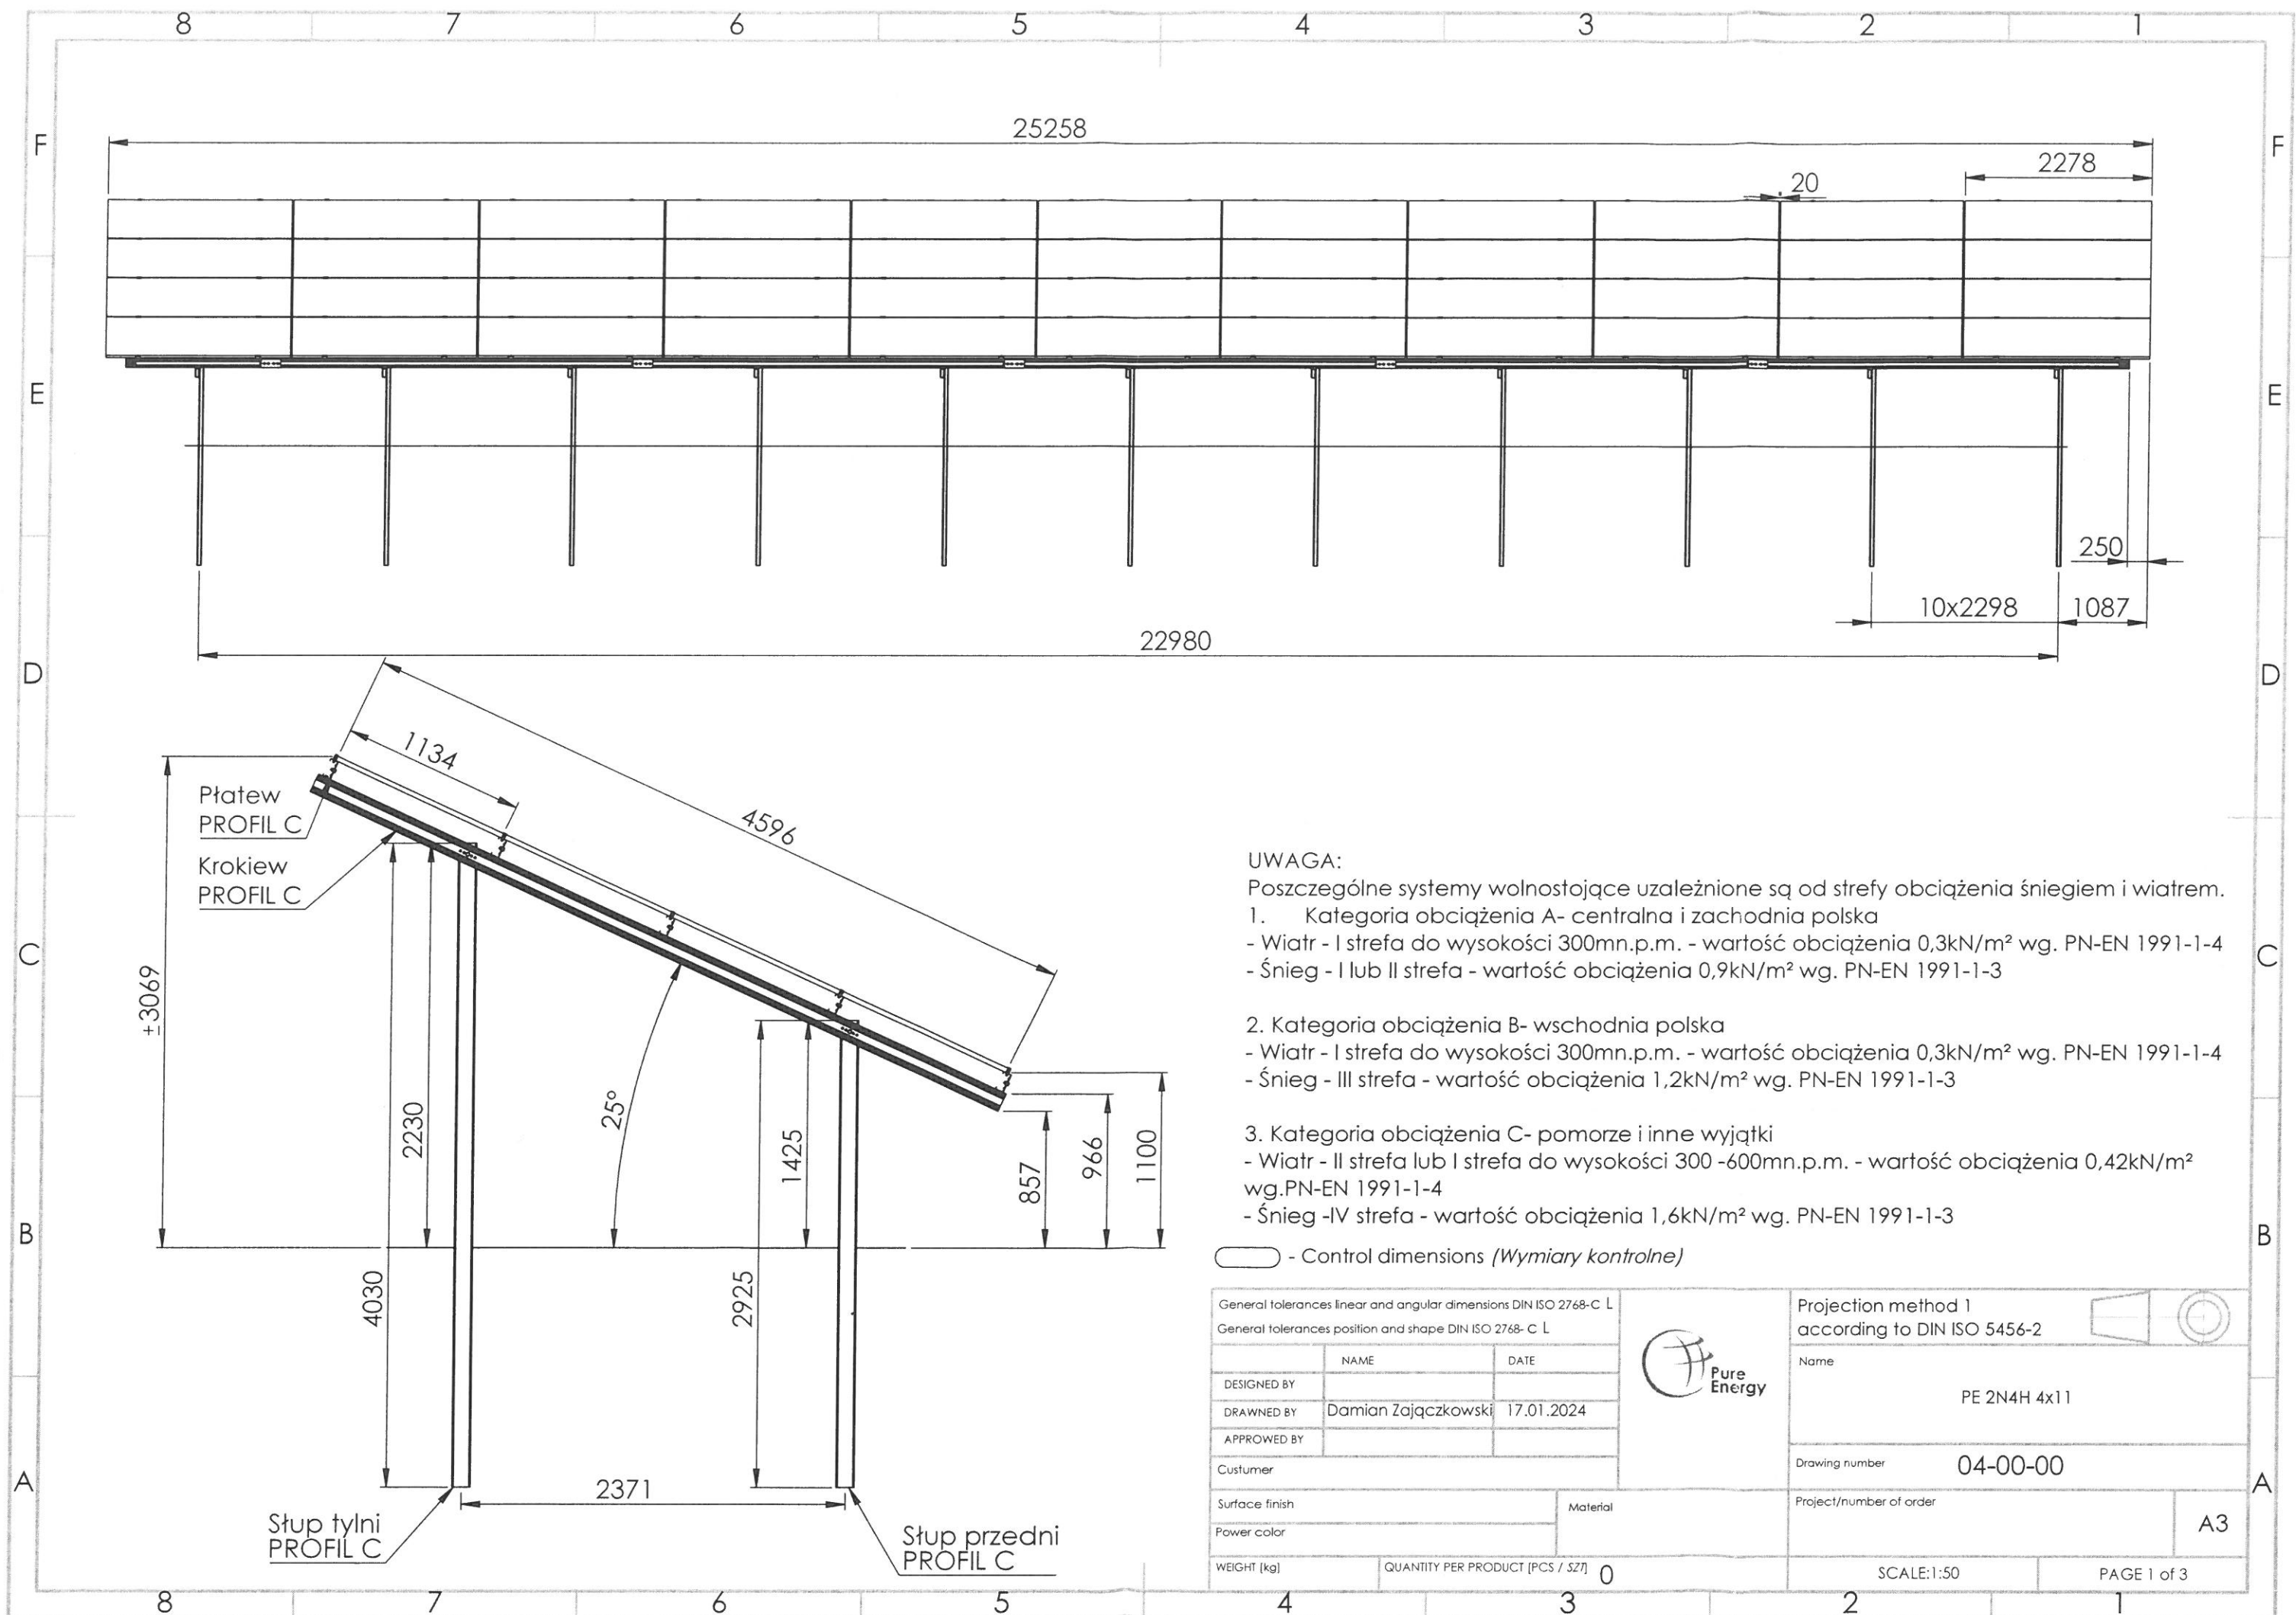 8 7 6 5 4 3 2 1
F
F
25258
2278
20
E
E
250
10x2298
1087
22980
D
D
1134
4596
Płatew
PROFIL C
Krokiew
PROFIL C
±3069
2230
25°
1425
857
966
1100
4030
2925
2371
Słup tylni
PROFIL C
Słup przedni
PROFIL C
C
C
UWAGA:
Poszczególne systemy wolnostojące uzależnione są od strefy obciążenia śniegiem i wiatrem.
1. Kategoria obciążenia A- centralna i zachodnia polska
- Wiatr - I strefa do wysokości 300mn.p.m. - wartość obciążenia 0,3kN/m² wg. PN-EN 1991-1-4
- Śnieg - I lub II strefa - wartość obciążenia 0,9kN/m² wg. PN-EN 1991-1-3
2. Kategoria obciążenia B- wschodnia polska
- Wiatr - I strefa do wysokości 300mn.p.m. - wartość obciążenia 0,3kN/m² wg. PN-EN 1991-1-4
- Śnieg - III strefa - wartość obciążenia 1,2kN/m² wg. PN-EN 1991-1-3
3. Kategoria obciążenia C- pomorze i inne wyjątki
- Wiatr - II strefa lub I strefa do wysokości 300 -600mn.p.m. - wartość obciążenia 0,42kN/m²
wg.PN-EN 1991-1-4
- Śnieg -IV strefa - wartość obciążenia 1,6kN/m² wg. PN-EN 1991-1-3
- Control dimensions (Wymiary kontrolne)
B
B
General tolerances linear and angular dimensions DIN ISO 2768-C L
General tolerances position and shape DIN ISO 2768- C L
NAME DATE
DESIGNED BY
DRAWNED BY Damian Zajączkowski 17.01.2024
APPROWED BY
Custumer
Surface finish
Material
Power color
WEIGHT [kg]
QUANTITY PER PRODUCT [PCS / SZT] 0
Pure
Energy
Projection method 1
according to DIN ISO 5456-2
Name
PE 2N4H 4x11
Drawing number 04-00-00
Project/number of order
A3
SCALE:1:50
PAGE 1 of 3
A
A
8 7 6 5 4 3 2 1